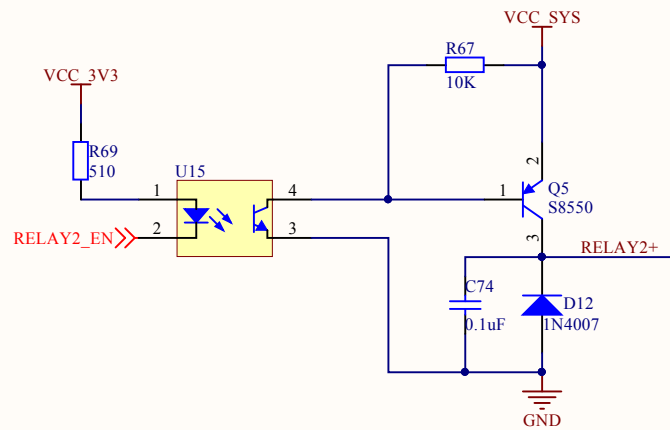 VCC_SYS
R67
10K
VCC_3V3
R69
510
U15
1
4
2
3
RELAY2_EN
2
1
Q5
S8550
3
RELAY2+
C74
0.1uF
D12
1N4007
GND